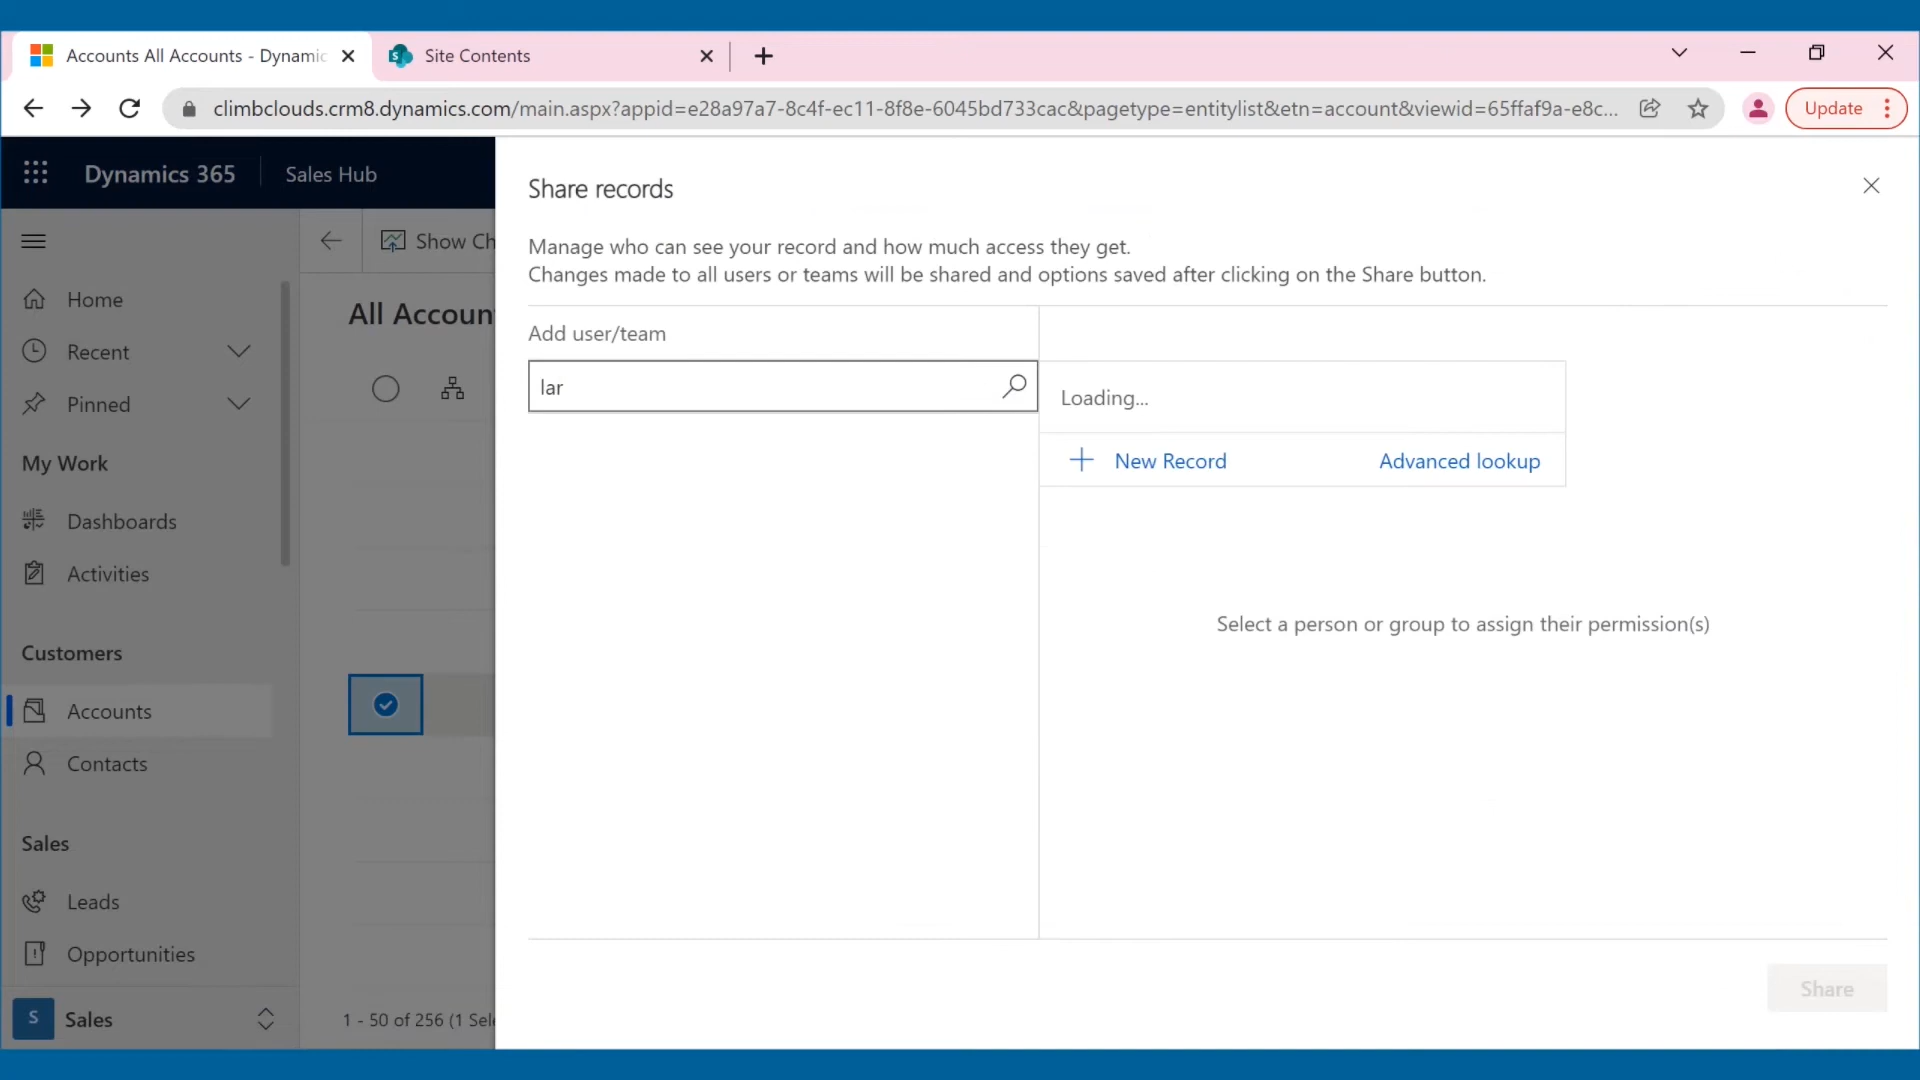 Accounts All Accounts - Dynamic
Site Contents
climbclouds.crm8.dynamics.com/main.aspx?appid=e28a97a7-8c4f-ec11-8f8e-6045bd733cac&pagetype=entitylist&etn=account&viewid=65ffaf9a-e8c...
Update
Dynamics 365
Sales Hub
Show Ch
Home
Recent
Pinned
My Work
Dashboards
Activities
Customers
Accounts
Contacts
Sales
Leads
Opportunities
S
Sales
All Accoun
1 - 50 of 256 (1 Sele
Share records
Manage who can see your record and how much access they get.
Changes made to all users or teams will be shared and options saved after clicking on the Share button.
Add user/team
lar
Loading...
New Record
Advanced lookup
Select a person or group to assign their permission(s)
Share